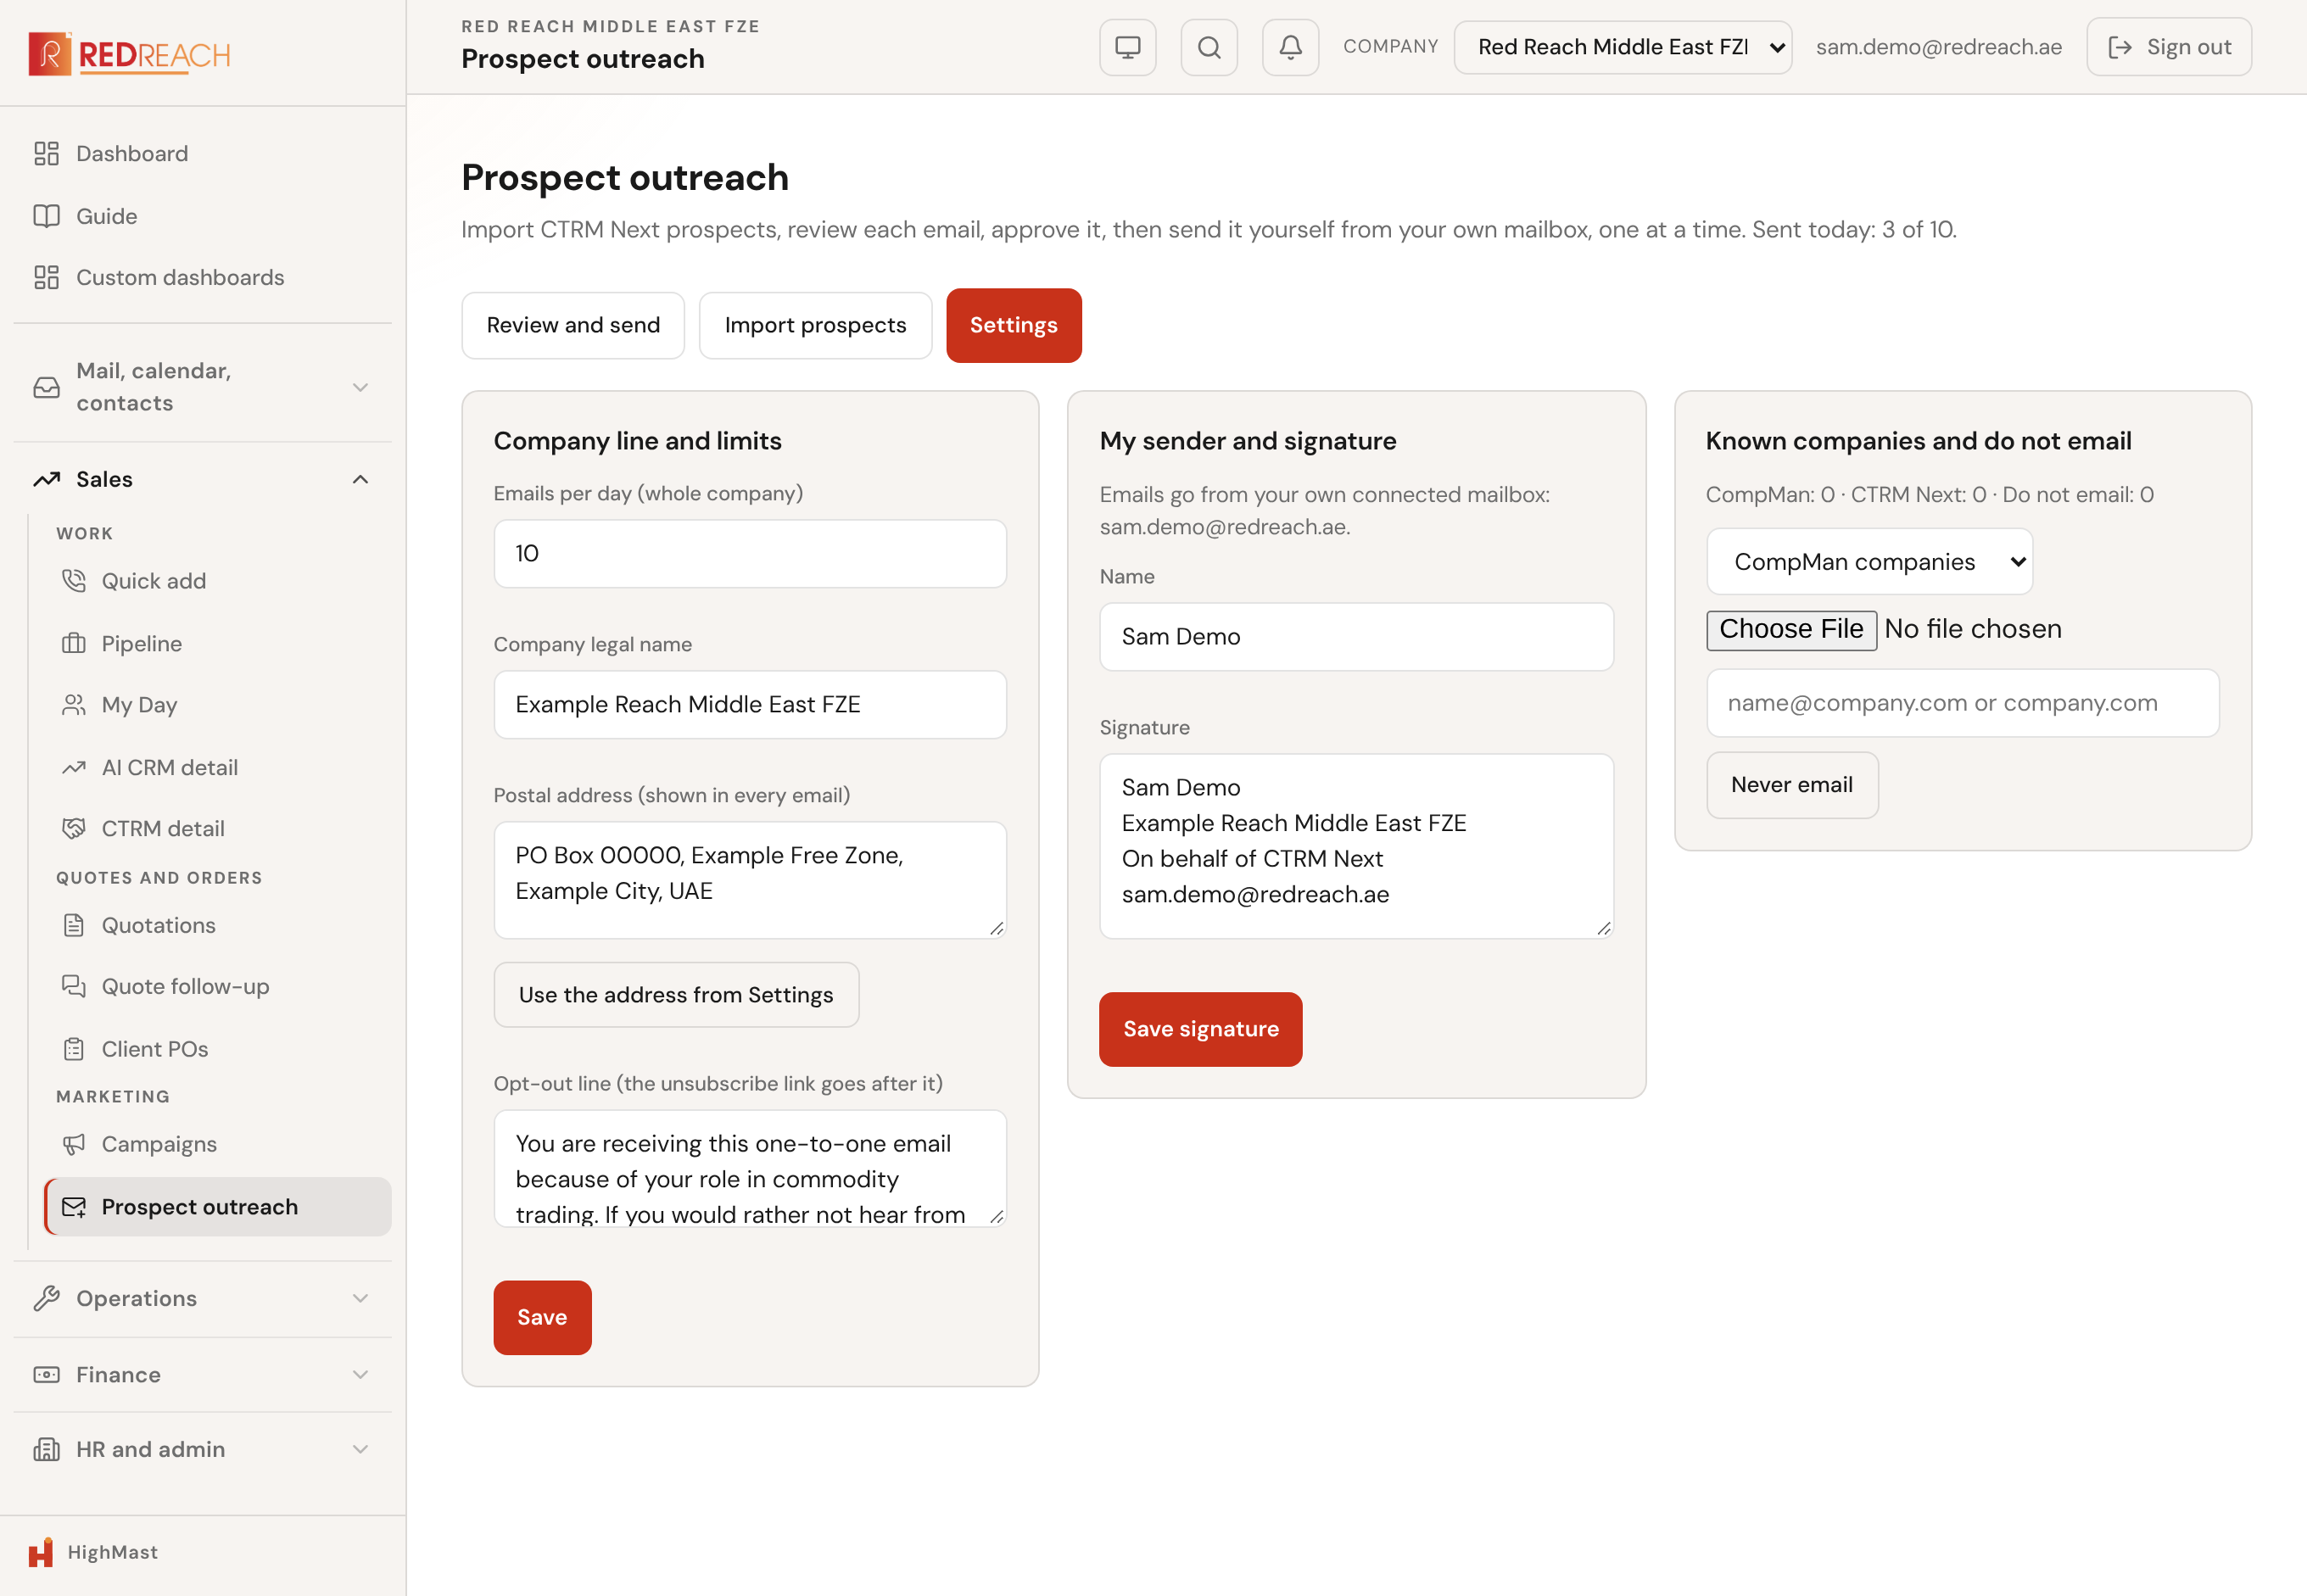 REDREACH
Dashboard
Guide
Custom dashboards
Mail, calendar,
contacts
Sales
WORK
Quick add
Pipeline
My Day
AI CRM detail
CTRM detail
QUOTES AND ORDERS
Quotations
Quote follow-up
Client POs
MARKETING
Campaigns
Prospect outreach
Operations
Finance
HR and admin
HighMast
RED REACH MIDDLE EAST FZE
Prospect outreach
COMPANY
Red Reach Middle East FZ
sam.demo@redreach.ae
Sign out
Prospect outreach
Import CTRM Next prospects, review each email, approve it, then send it yourself from your own mailbox, one at a time. Sent today: 3 of 10.
Review and send
Import prospects
Settings
Company line and limits
Emails per day (whole company)
10
Company legal name
Example Reach Middle East FZE
Postal address (shown in every email)
PO Box 00000, Example Free Zone,
Example City, UAE
Use the address from Settings
Opt-out line (the unsubscribe link goes after it)
You are receiving this one-to-one email
because of your role in commodity
trading. If you would rather not hear from
Save
My sender and signature
Emails go from your own connected mailbox:
sam.demo@redreach.ae.
Name
Sam Demo
Signature
Sam Demo
Example Reach Middle East FZE
On behalf of CTRM Next
sam.demo@redreach.ae
Save signature
Known companies and do not email
CompMan: 0 · CTRM Next: 0 · Do not email: 0
CompMan companies
Choose File No file chosen
name@company.com or company.com
Never email